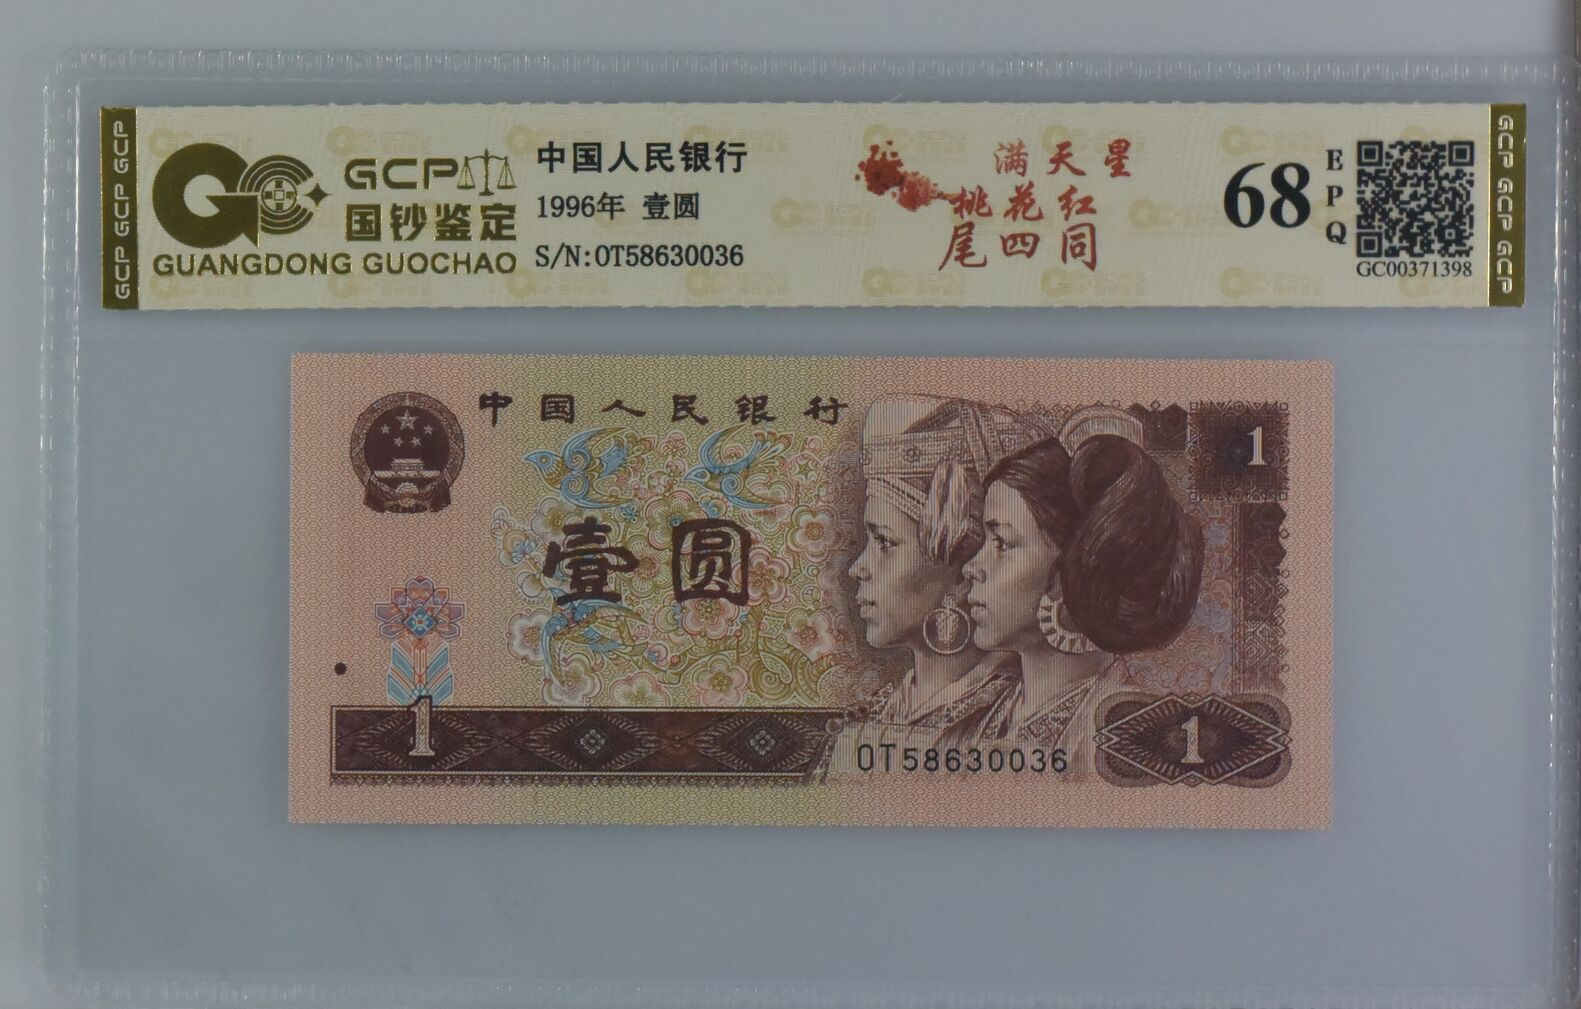 GCP GCP GCP
GCP
国钞鉴定
GUANGDONG GUOCHAO
中国人民银行
1996年 壹圆
S/N:OT58630036
满天星
桃花红
尾四同
68
EPQ
GC00371398
GCP GCP GCP
中国人民银行
1
壹圆
1
1
OT58630036